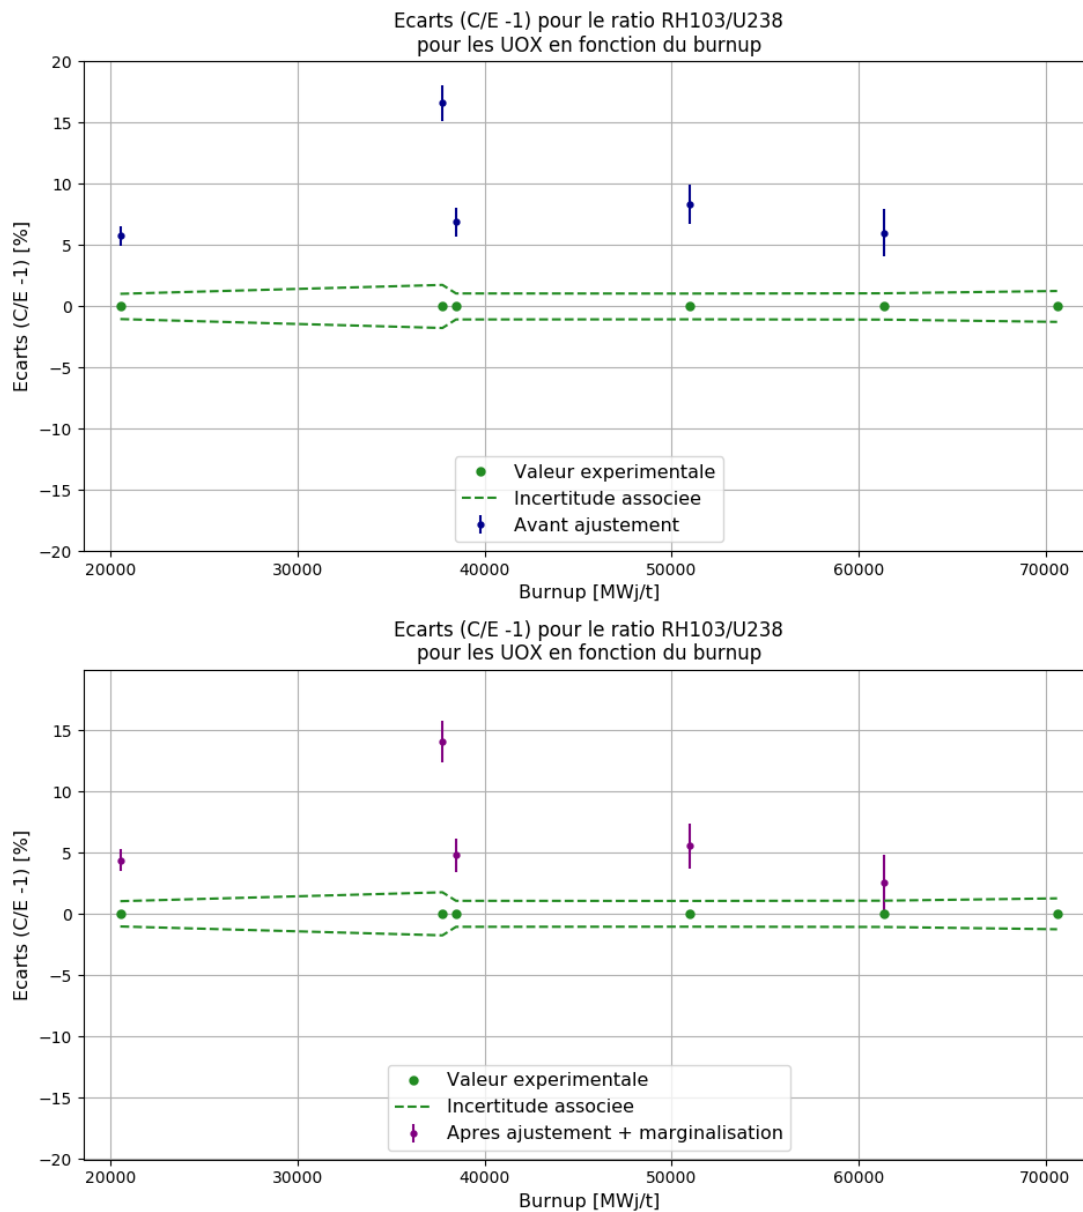 Ecarts (C/E -1) pour le ratio RH103/U238
pour les UOX en fonction du burnup
20
15
10
5
0
−5
−10
−15
−20
Ecarts (C/E -1) [%]
Valeur experimentale
Incertitude associee
Avant ajustement
20000 30000 40000 50000 60000 70000
Burnup [MWj/t]
Ecarts (C/E -1) pour le ratio RH103/U238
pour les UOX en fonction du burnup
15
10
5
0
−5
−10
−15
−20
Ecarts (C/E -1) [%]
Valeur experimentale
Incertitude associee
Apres ajustement + marginalisation
20000 30000 40000 50000 60000 70000
Burnup [MWj/t]